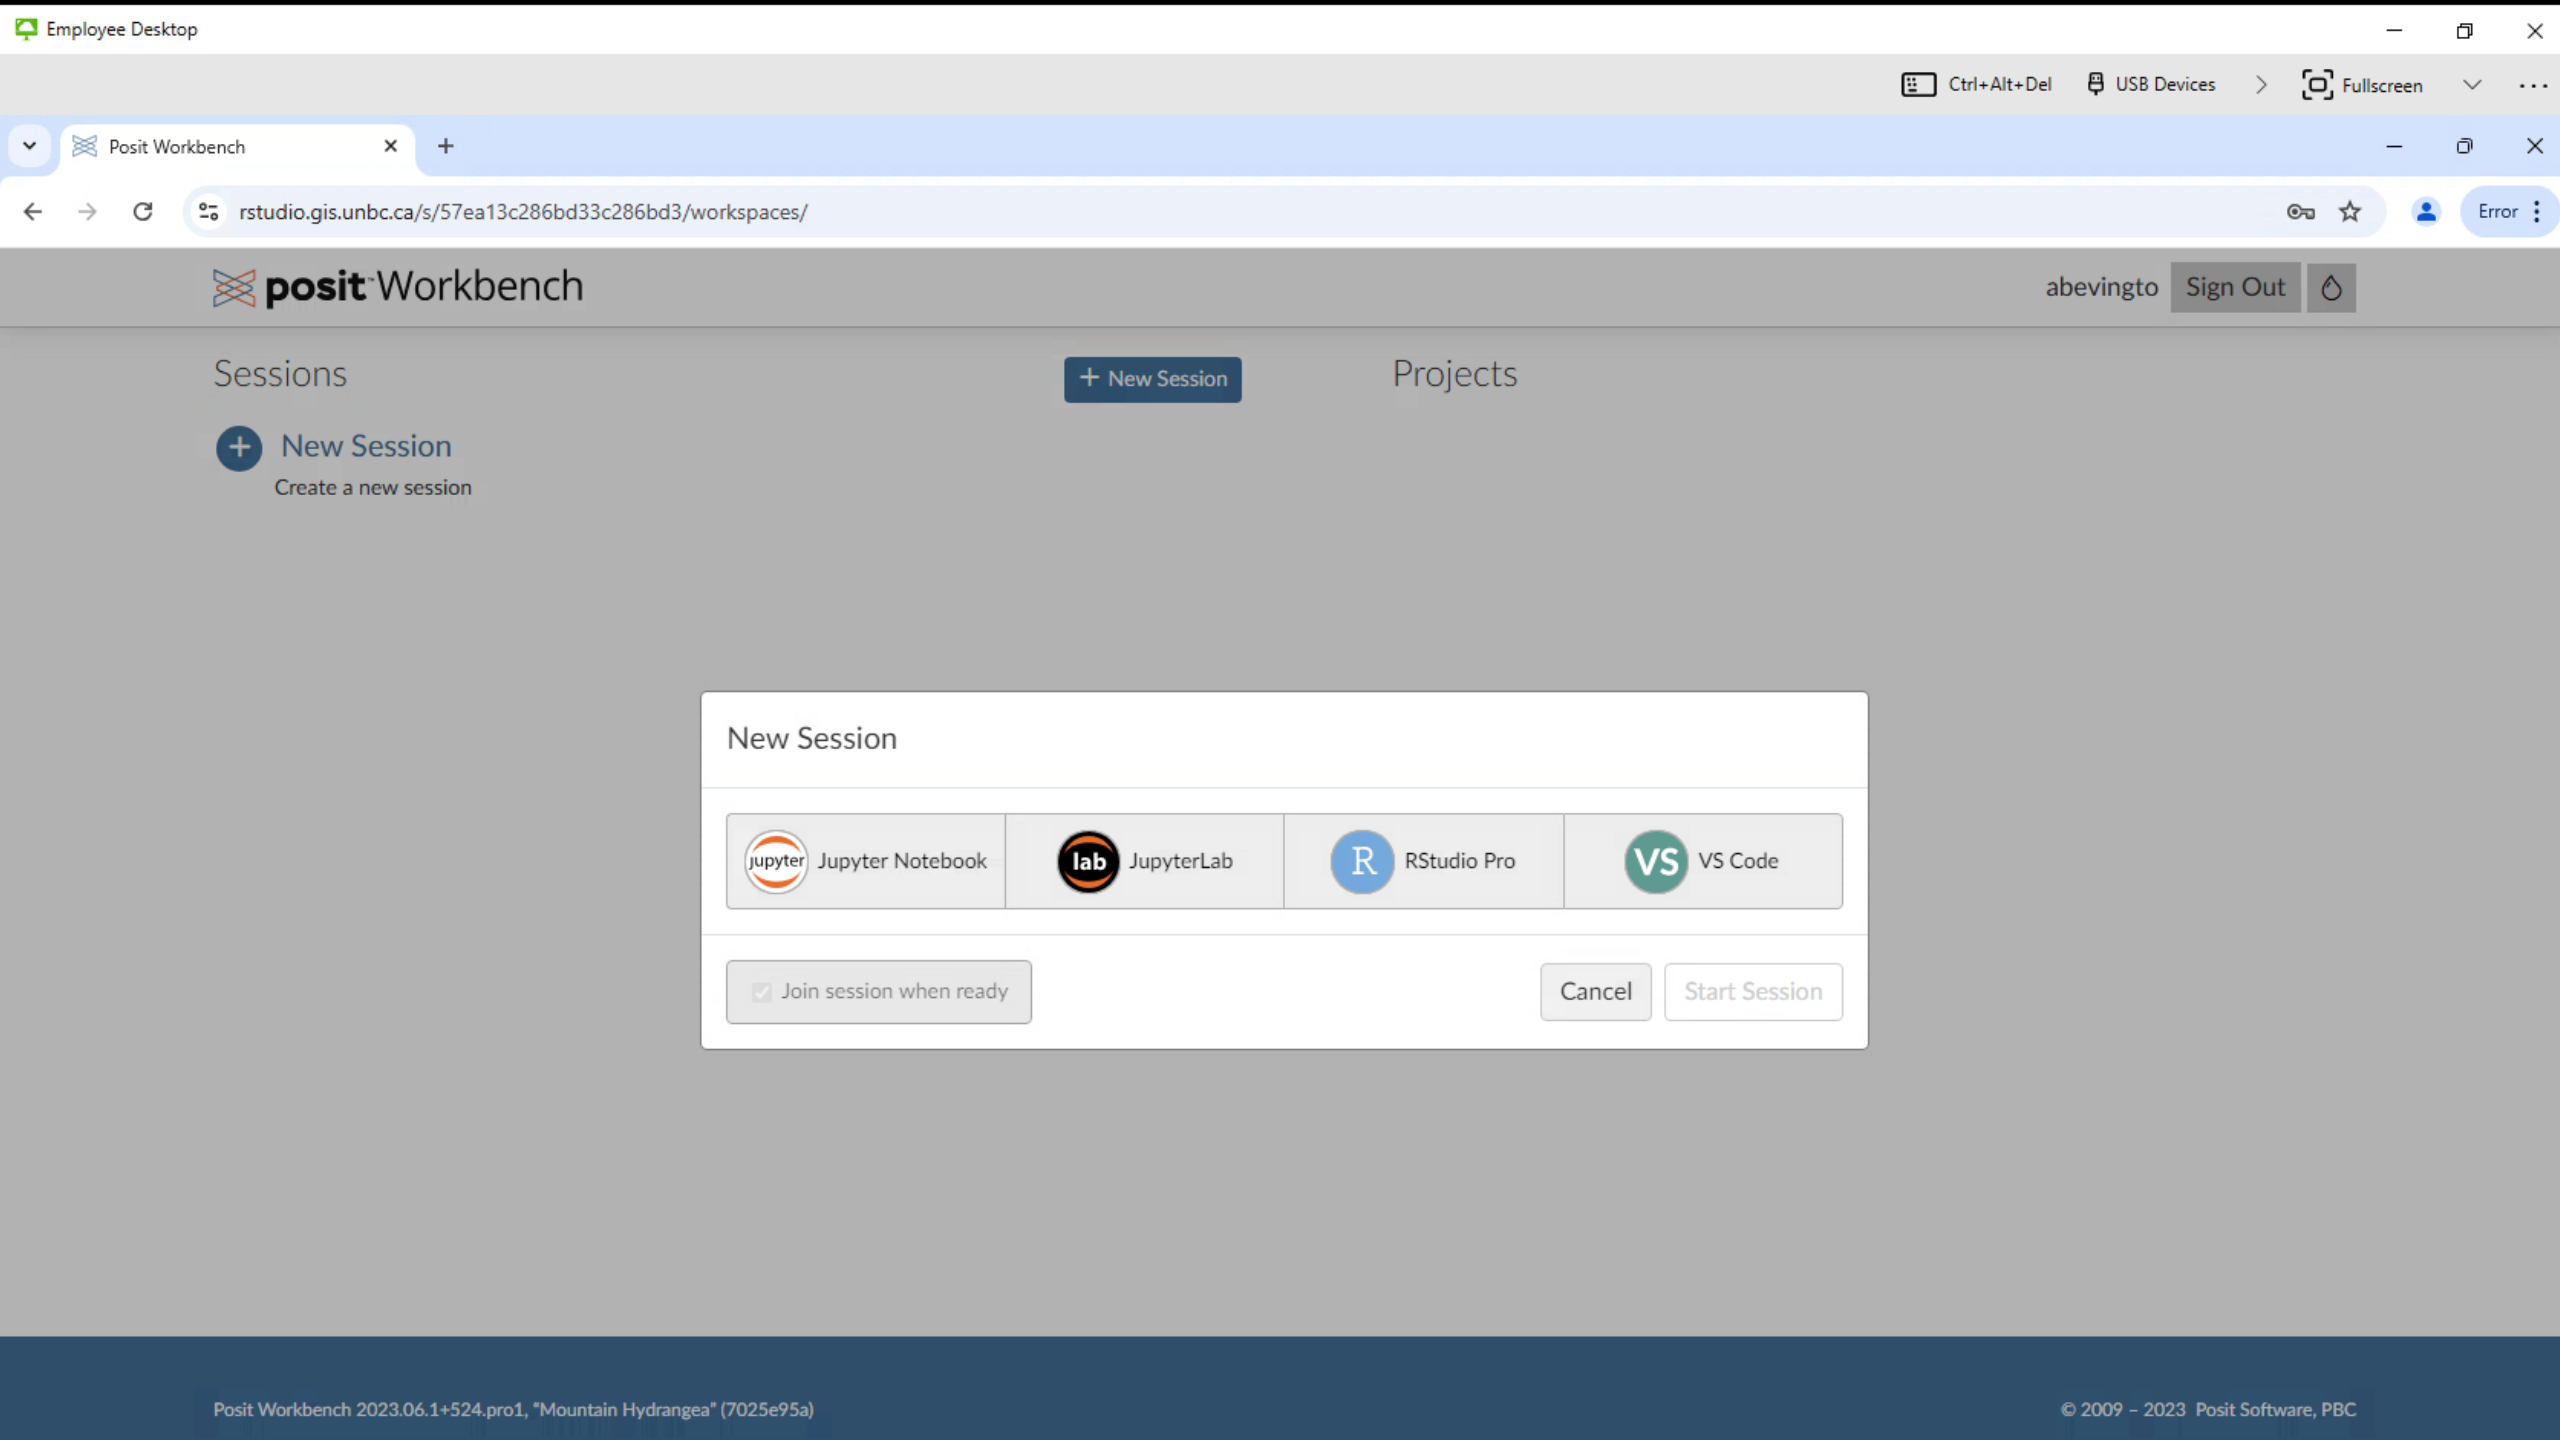 Employee Desktop
Ctrl+Alt+Del USB Devices Fullscreen
Posit Workbench
rstudio.gis.unbc.ca/s/57ea13c286bd33c286bd3/workspaces/ Error
posit™ Workbench abevingto Sign Out
Sessions + New Session Projects
New Session
Create a new session
New Session
jupyter Jupyter Notebook lab JupyterLab R RStudio Pro VS VS Code
Join session when ready Cancel Start Session
Posit Workbench 2023.06.1+524.pro1, "Mountain Hydrangea" (7025e95a) © 2009 – 2023 Posit Software, PBC